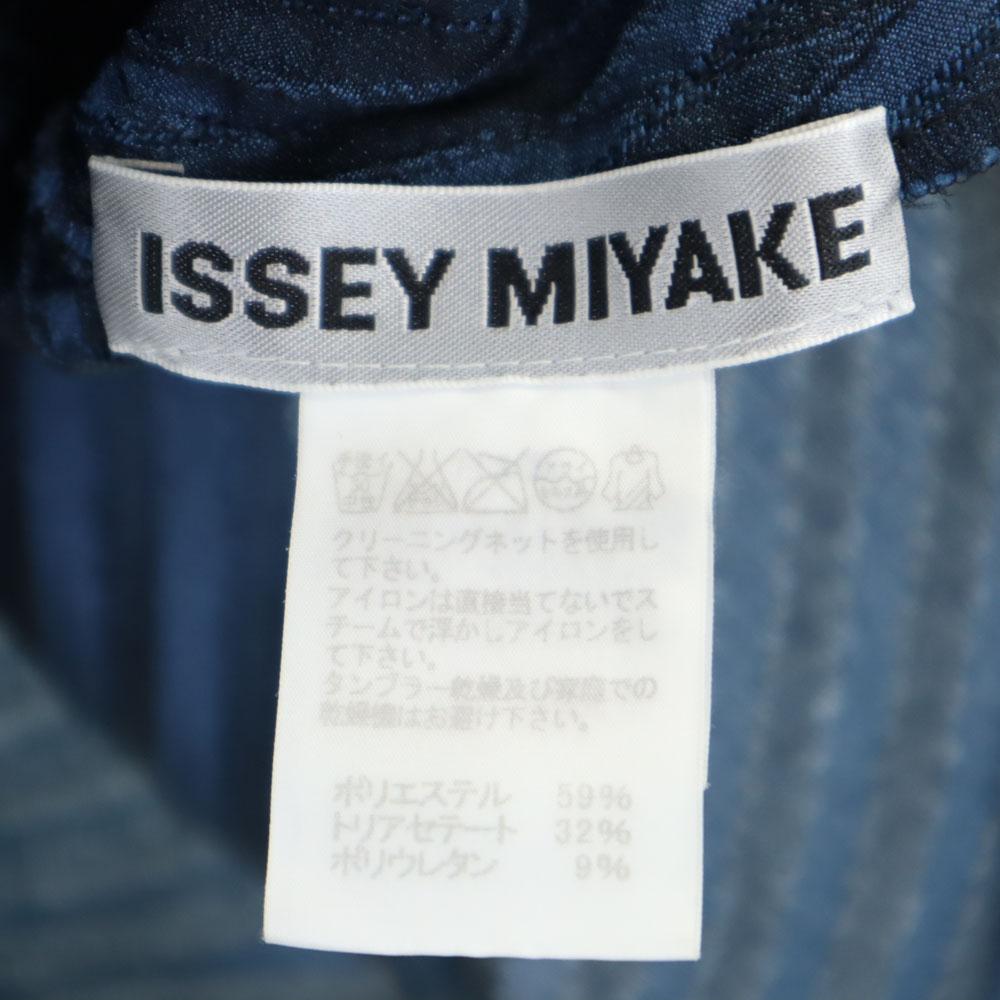 ISSEY MIYAKE
クリーニングネットを使用し
て下さい。
アイロンは直接当てないでス
チームで浮かしアイロンをし
て下さい。
タンブラー乾燥及び家庭での
乾燥機はお避け下さい。
ポリエステル 59%
トリアセテート 32%
ポリウレタン 9%